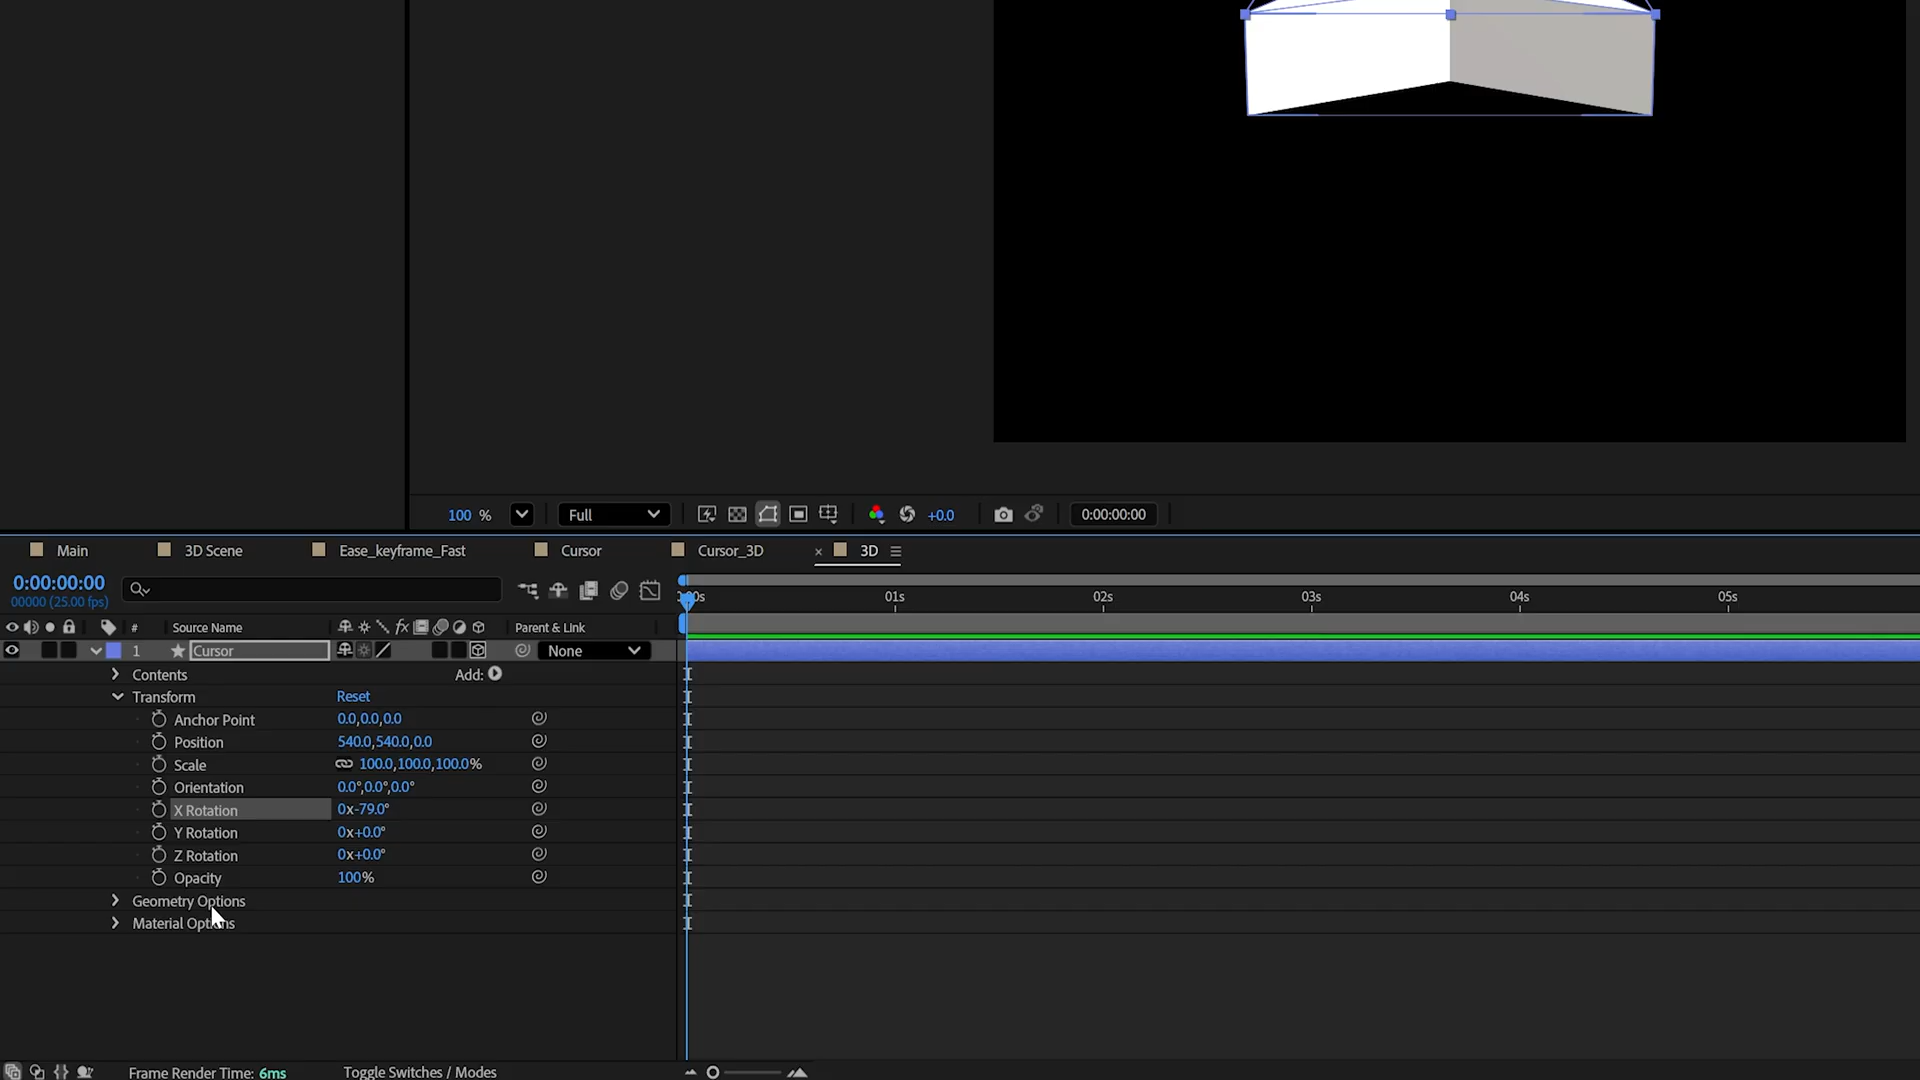 100 %
Full
+0.0
0:00:00:00
Main
3D Scene
Ease_keyframe_Fast
Cursor
Cursor_3D
× 3D
0:00:00:00
00000 (25.00 fps)
01s
02s
03s
04s
05s
# Source Name
fx
Parent & Link
1 Cursor
None
Contents
Add:
Transform
Reset
Anchor Point
0.0,0.0,0.0
Position
540.0,540.0,0.0
Scale
100.0,100.0,100.0%
Orientation
0.0°,0.0°,0.0°
X Rotation
0x-79.0°
Y Rotation
0x+0.0°
Z Rotation
0x+0.0°
Opacity
100%
Geometry Options
Material Options
Frame Render Time: 6ms
Toggle Switches / Modes